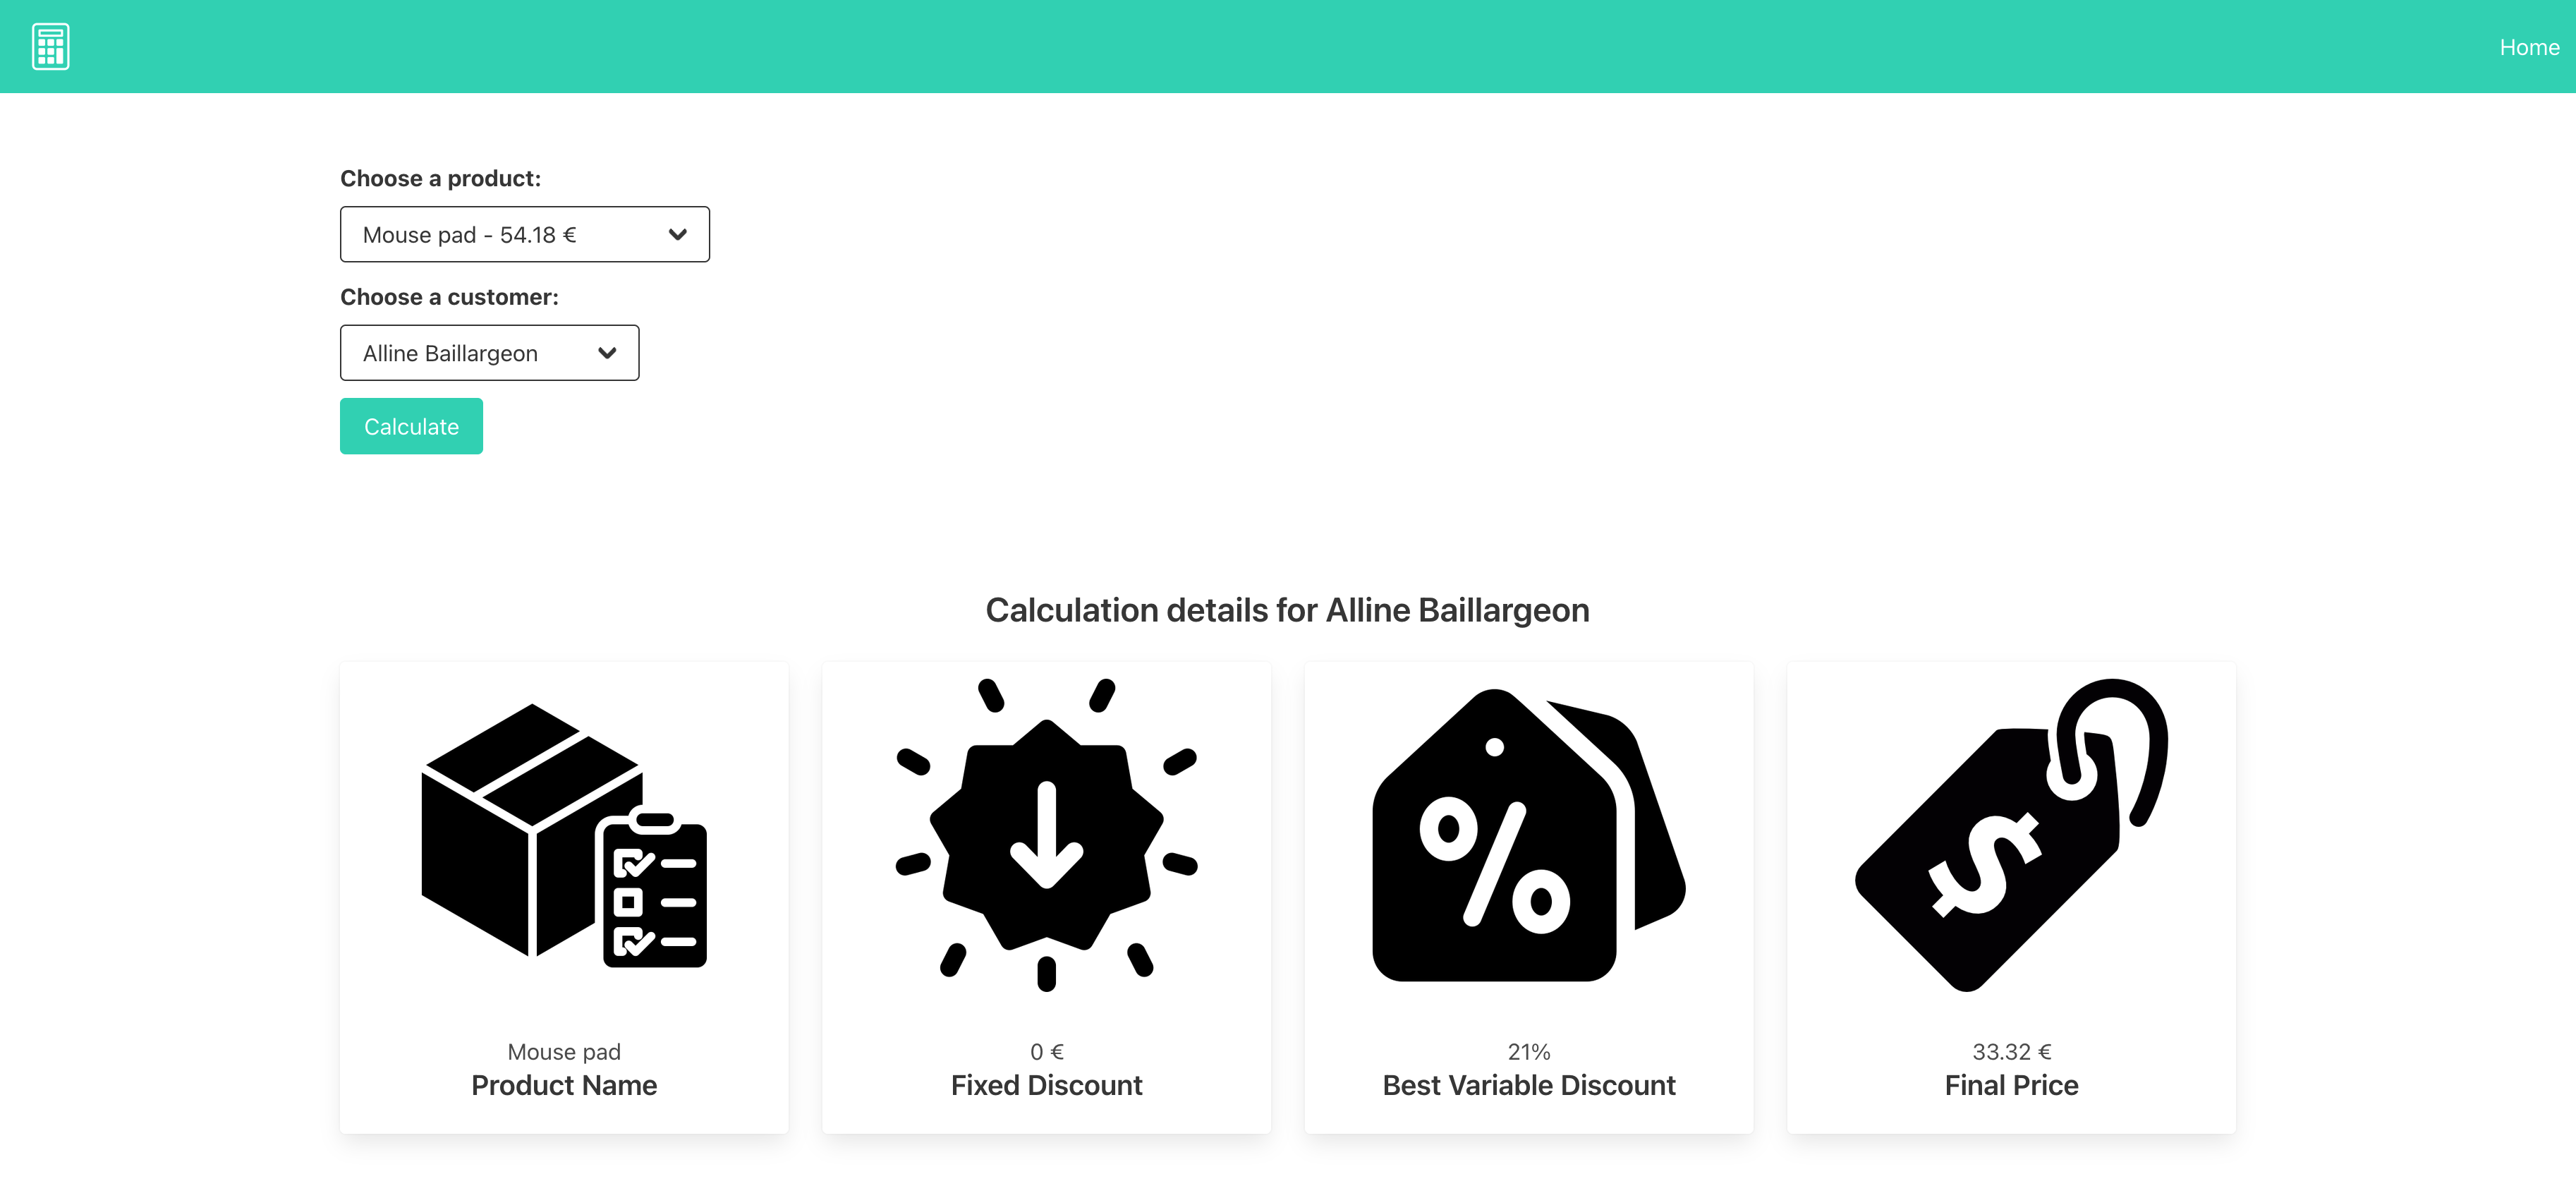 Home
Choose a product:
Mouse pad - 54.18 €
Choose a customer:
Alline Baillargeon
Calculate
Calculation details for Alline Baillargeon
Mouse pad
Product Name
0 €
Fixed Discount
%
21%
Best Variable Discount
$
33.32 €
Final Price